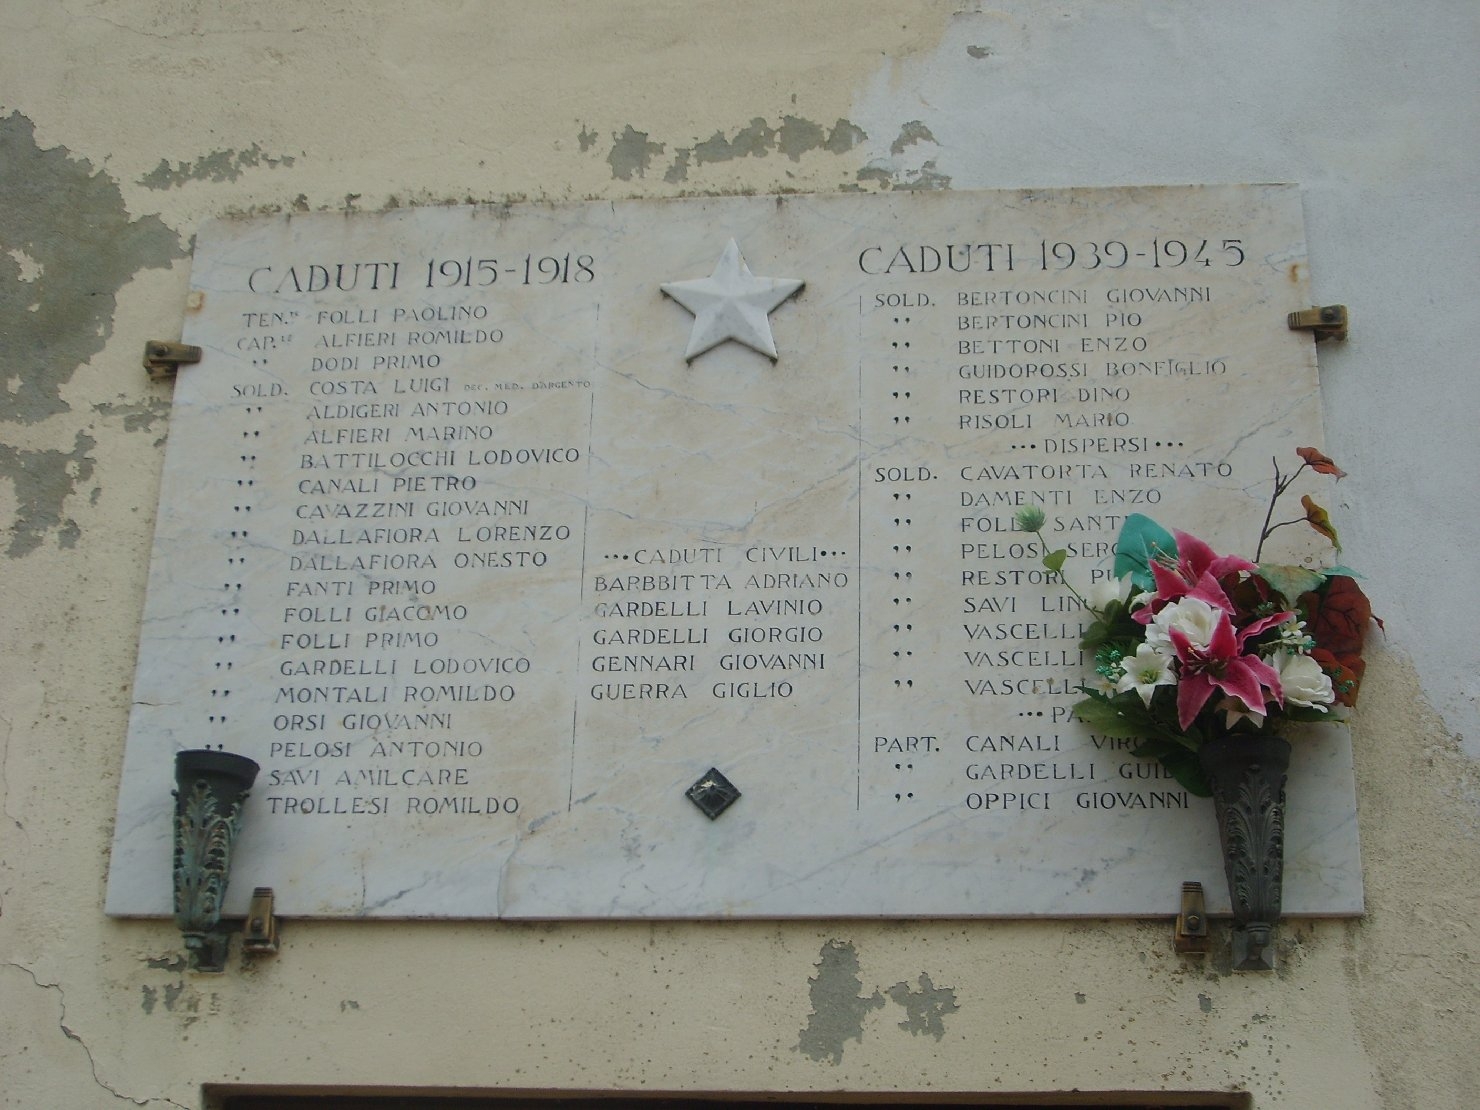 CADUTI 1915-1918
TEN.TE FOLLI PAOLINO
CAP.LE ALFIERI ROMILDO
" DODI PRIMO
SOLD. COSTA LUIGI DEC. MED. D'ARGENTO
" ALDIGERI ANTONIO
" ALFIERI MARINO
" BATTILOCCHI LODOVICO
" CANALI PIETRO
" CAVAZZINI GIOVANNI
" DALLAFIORA LORENZO
" DALLAFIORA ONESTO
" FANTI PRIMO
" FOLLI GIACOMO
" FOLLI PRIMO
" GARDELLI LODOVICO
" MONTALI ROMILDO
" ORSI GIOVANNI
" PELOSI ANTONIO
SAVI AMILCARE
TROLLESI ROMILDO
•••CADUTI CIVILI•••
BARBBITTA ADRIANO
GARDELLI LAVINIO
GARDELLI GIORGIO
GENNARI GIOVANNI
GUERRA GIGLIO
CADUTI 1939-1945
SOLD. BERTONCINI GIOVANNI
" BERTONCINI PIO
" BETTONI ENZO
" GUIDOROSSI BONFIGLIO
" RESTORI DINO
" RISOLI MARIO
•••DISPERSI•••
SOLD. CAVATORTA RENATO
" DAMENTI ENZO
" FOLLI
" PELOSI
" RESTORI
" SAVI
" VASCELLI
" VASCELLI
" VASCELLI
PART. CANALI
" GARDELLI
" OPPICI GIOVANNI